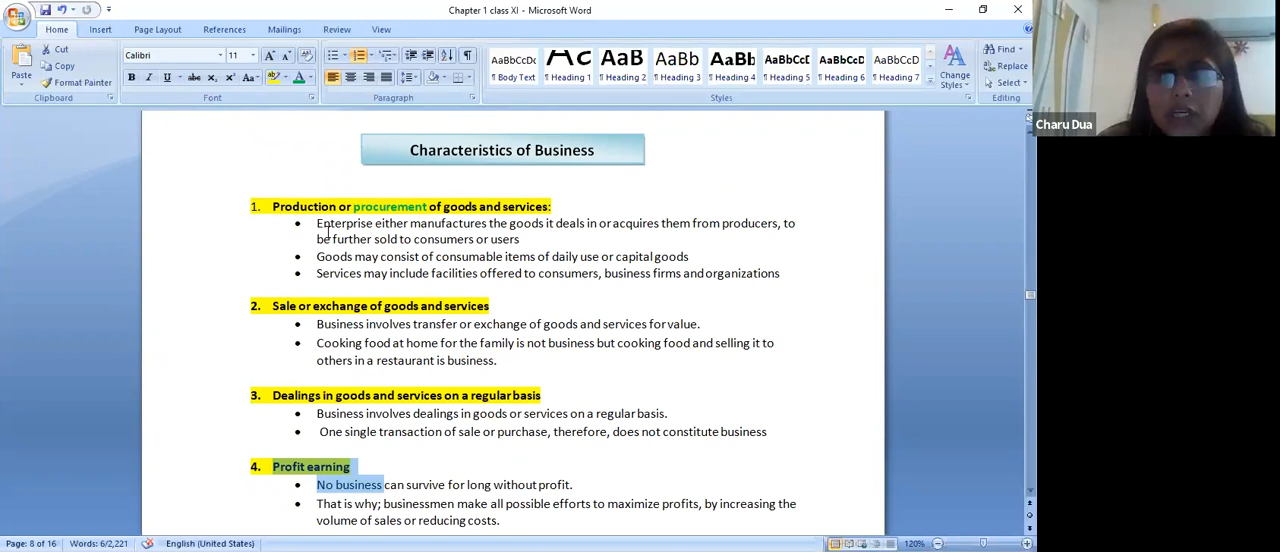 Chapter 1 class XI - Microsoft Word
Home Insert Page Layout References Mailings Review View
Cut
Copy
Format Painter
Paste
Clipboard
Calibri 11
Font
Paragraph
AaBbCcDc AaB AaBb AaBb( AaBbCc AaBbCcL AaBbCcDc
¶ Body Text ¶ Heading 1 ¶ Heading 2 ¶ Heading 3 ¶ Heading 4 ¶ Heading 5 ¶ Heading 6 ¶ Heading 7
Change
Styles
Styles
Find
Replace
Select
Editing
Charu Dua
Characteristics of Business
1. Production or procurement of goods and services:
• Enterprise either manufactures the goods it deals in or acquires them from producers, to
be further sold to consumers or users
• Goods may consist of consumable items of daily use or capital goods
• Services may include facilities offered to consumers, business firms and organizations
2. Sale or exchange of goods and services
• Business involves transfer or exchange of goods and services for value.
• Cooking food at home for the family is not business but cooking food and selling it to
others in a restaurant is business.
3. Dealings in goods and services on a regular basis
• Business involves dealings in goods or services on a regular basis.
• One single transaction of sale or purchase, therefore, does not constitute business
4. Profit earning
• No business can survive for long without profit.
• That is why; businessmen make all possible efforts to maximize profits, by increasing the
volume of sales or reducing costs.
Page: 8 of 16 Words: 6/2,221 English (United States) 120%